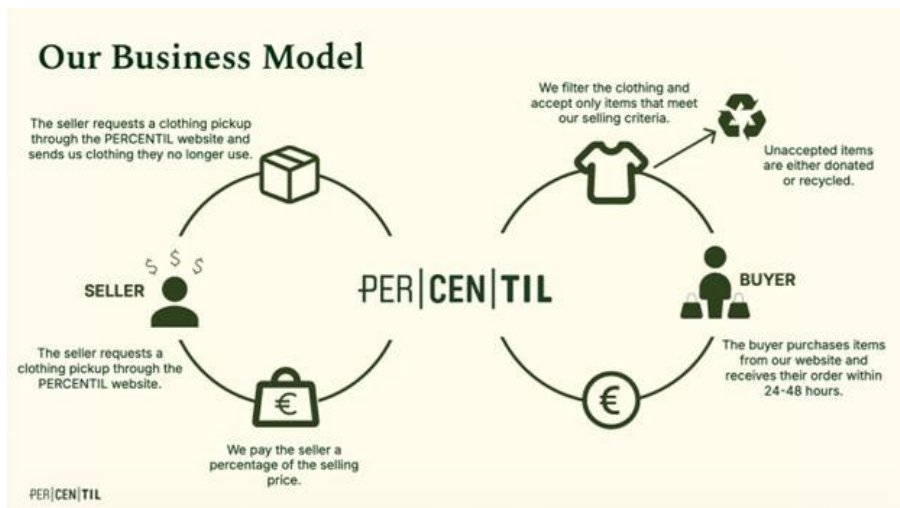 Our Business Model
The seller requests a clothing pickup
through the PERCENTIL website and
sends us clothing they no longer use.
We filter the clothing and
accept only items that meet
our selling criteria.
Unaccepted items
are either donated
or recycled.
$ $ $
SELLER
PER|CEN|TIL
BUYER
The seller requests a
clothing pickup through the
PERCENTIL website.
€
We pay the seller a
percentage of the selling
price.
€
The buyer purchases items
from our website and
receives their order within
24-48 hours.
PER|CEN|TIL